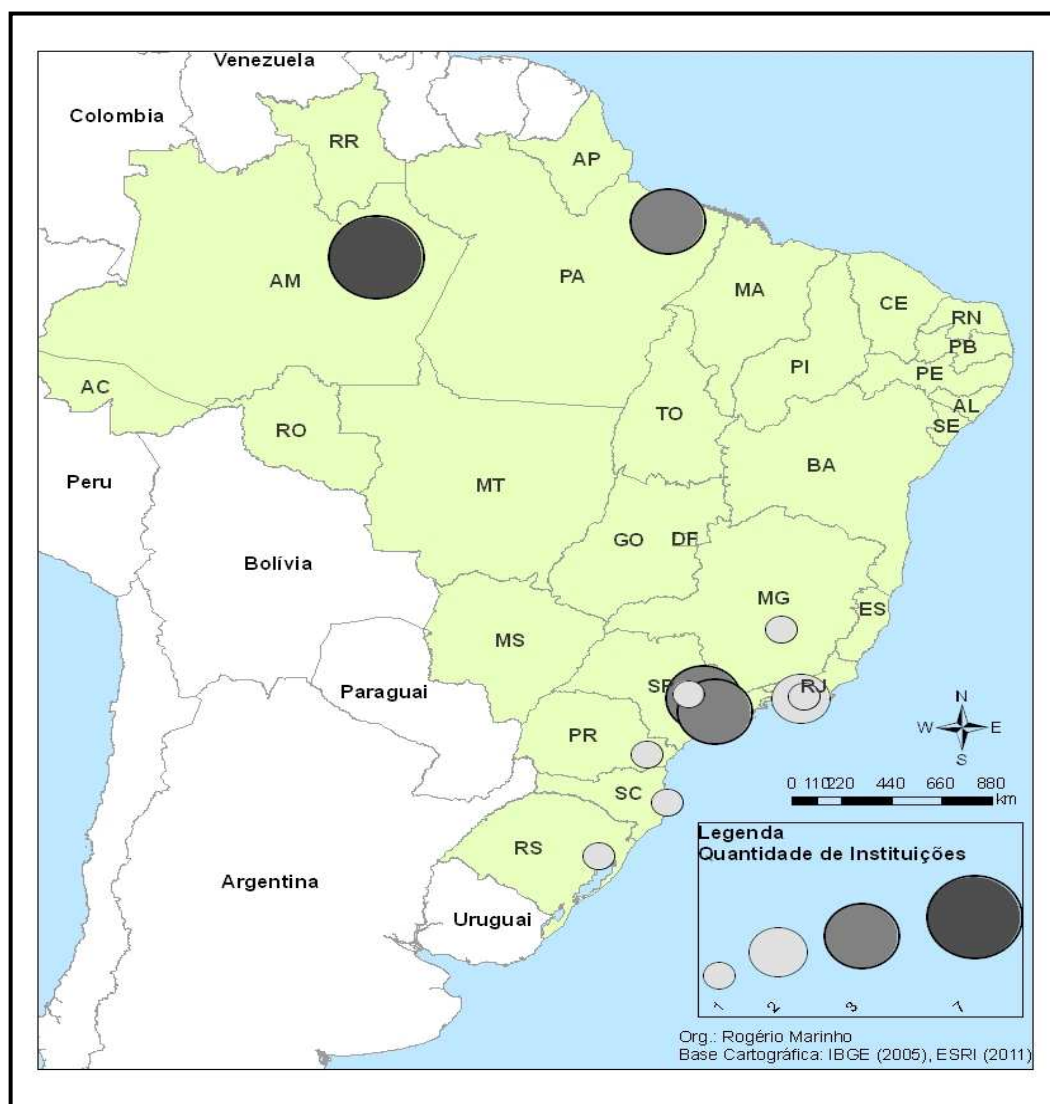 Venezuela
Colombia
RR
AP
AM
PA
MA
CE
RN
PB
PE
PI
AL
SE
AC
TO
RO
BA
Peru
MT
GO
DF
Bolívia
MG
ES
MS
SP
RJ
Paraguai
N
W
E
S
PR
0 110220 440 660 880
km
SC
Legenda
Quantidade de Instituições
RS
Argentina
Uruguai
1 2 3 7
Org.: Rogério Marinho
Base Cartográfica: IBGE (2005), ESRI (2011)